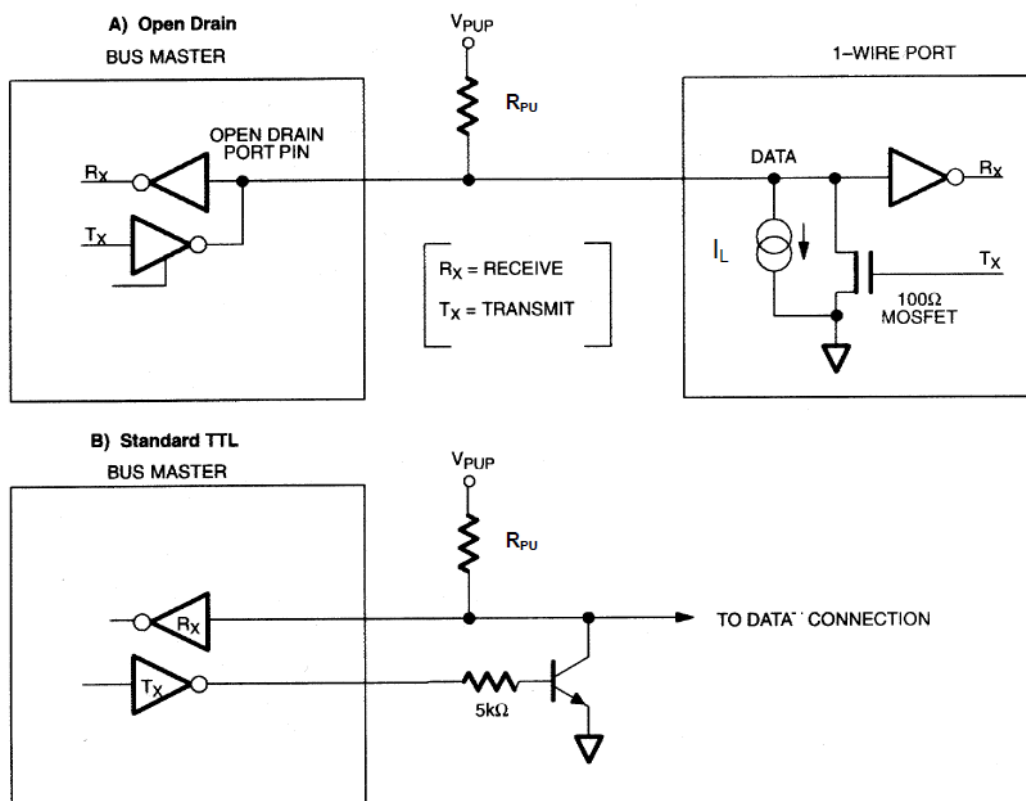 A) Open Drain
BUS MASTER
VPUP
1-WIRE PORT
RPU
OPEN DRAIN
PORT PIN
DATA
RX
RX
TX
IL
TX
RX = RECEIVE
TX = TRANSMIT
100Ω
MOSFET
B) Standard TTL
BUS MASTER
VPUP
RPU
RX
TO DATA CONNECTION
TX
5kΩ